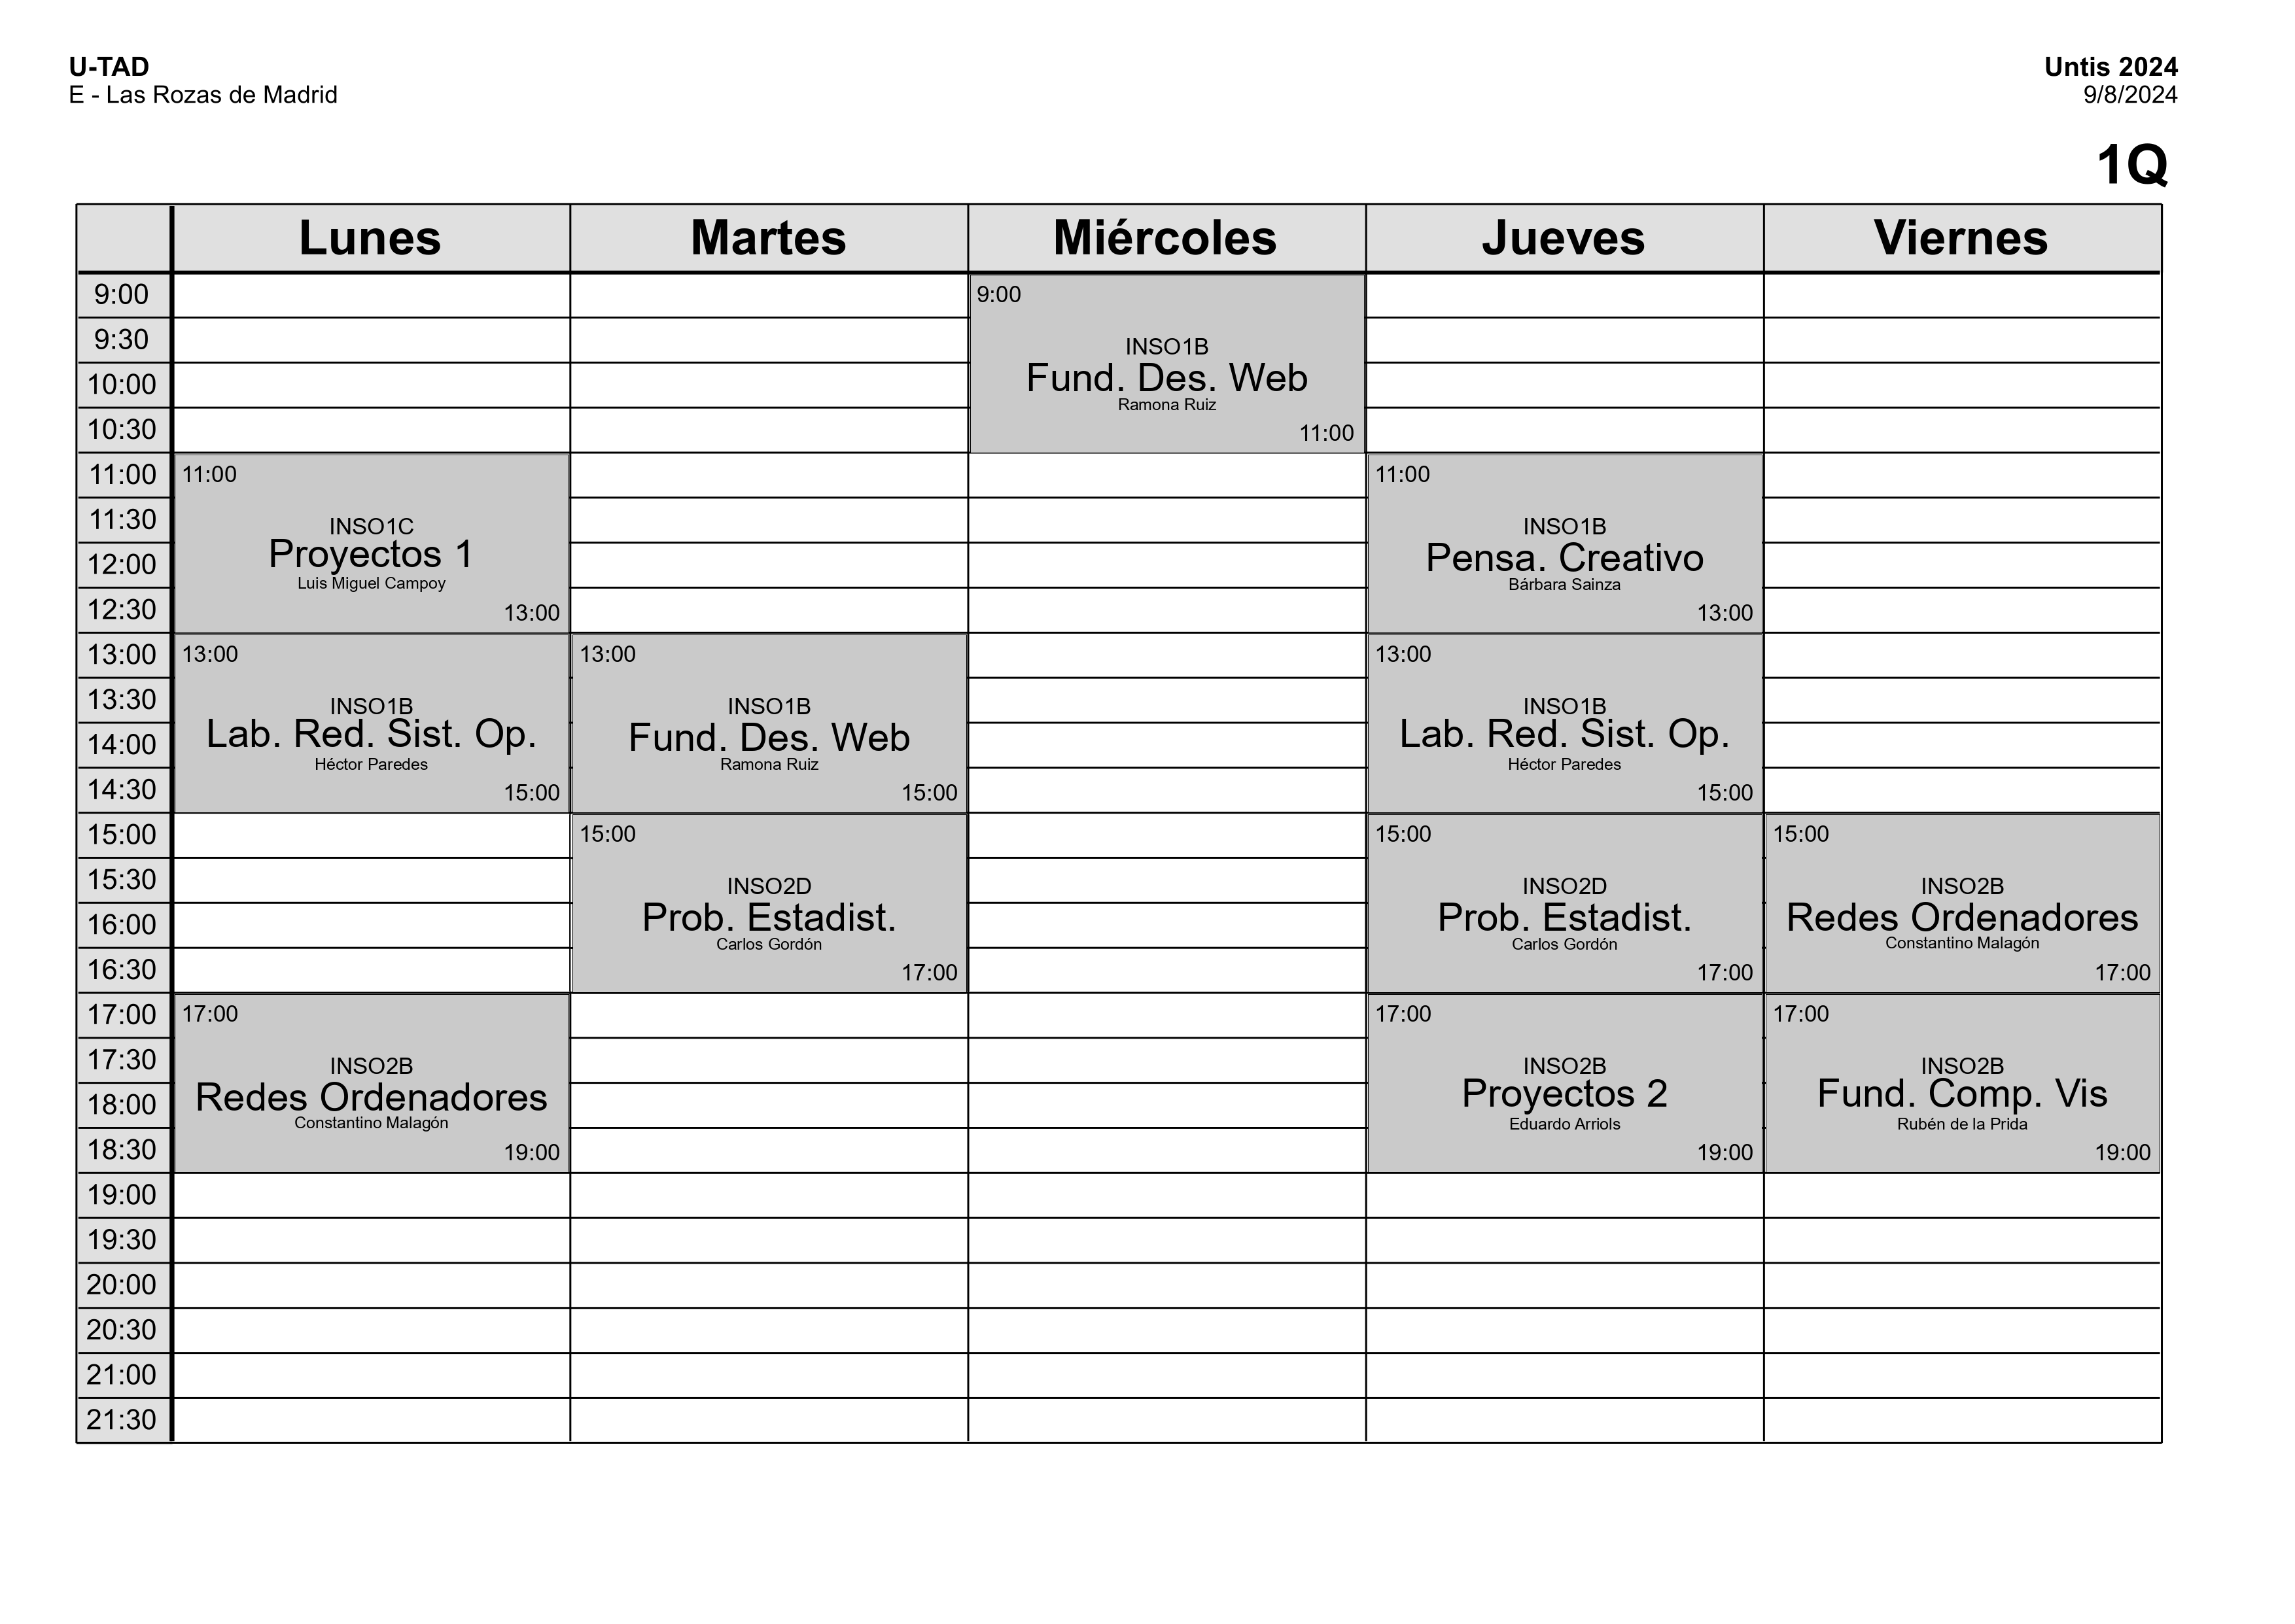 U-TAD
E - Las Rozas de Madrid
Untis 2024
9/8/2024
1Q
Lunes
Martes
Miércoles
Jueves
Viernes
9:00
9:30
10:00
10:30
11:00
11:30
12:00
12:30
13:00
13:30
14:00
14:30
15:00
15:30
16:00
16:30
17:00
17:30
18:00
18:30
19:00
19:30
20:00
20:30
21:00
21:30
11:00
INSO1C
Proyectos 1
Luis Miguel Campoy
13:00
13:00
INSO1B
Lab. Red. Sist. Op.
Héctor Paredes
15:00
17:00
INSO2B
Redes Ordenadores
Constantino Malagón
19:00
13:00
INSO1B
Fund. Des. Web
Ramona Ruiz
15:00
15:00
INSO2D
Prob. Estadist.
Carlos Gordón
17:00
9:00
INSO1B
Fund. Des. Web
Ramona Ruiz
11:00
11:00
INSO1B
Pensa. Creativo
Bárbara Sainza
13:00
13:00
INSO1B
Lab. Red. Sist. Op.
Héctor Paredes
15:00
15:00
INSO2D
Prob. Estadist.
Carlos Gordón
17:00
17:00
INSO2B
Proyectos 2
Eduardo Arriols
19:00
15:00
INSO2B
Redes Ordenadores
Constantino Malagón
17:00
17:00
INSO2B
Fund. Comp. Vis
Rubén de la Prida
19:00